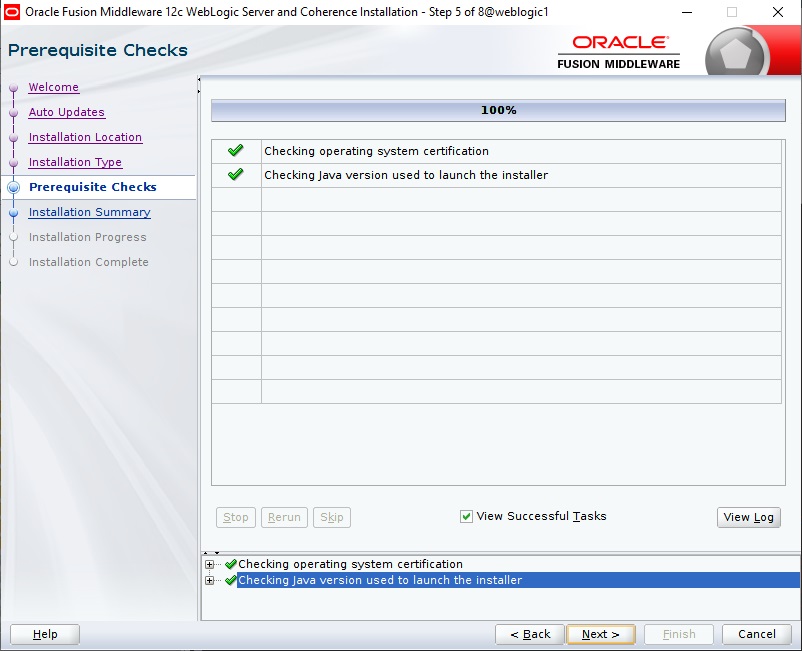 Oracle Fusion Middleware 12c WebLogic Server and Coherence Installation - Step 5 of 8@weblogic1
Prerequisite Checks
ORACLE
FUSION MIDDLEWARE
Welcome
Auto Updates
Installation Location
Installation Type
Prerequisite Checks
Installation Summary
Installation Progress
Installation Complete
100%
Checking operating system certification
Checking Java version used to launch the installer
Stop
Rerun
Skip
View Successful Tasks
View Log
Checking operating system certification
Checking Java version used to launch the installer
Help
< Back
Next >
Finish
Cancel